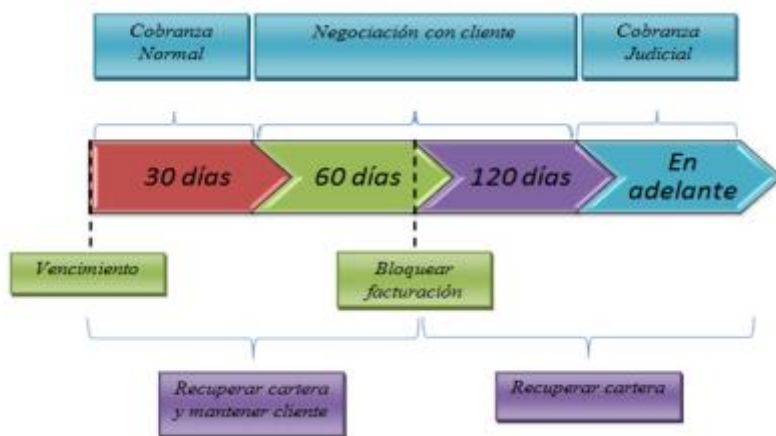 Cobranza
Normal
Negociación con cliente
Cobranza
Judicial
30 días
60 días
120 días
En
adelante
Vencimiento
Bloquear
facturación
Recuperar cartera
y mantener cliente
Recuperar cartera